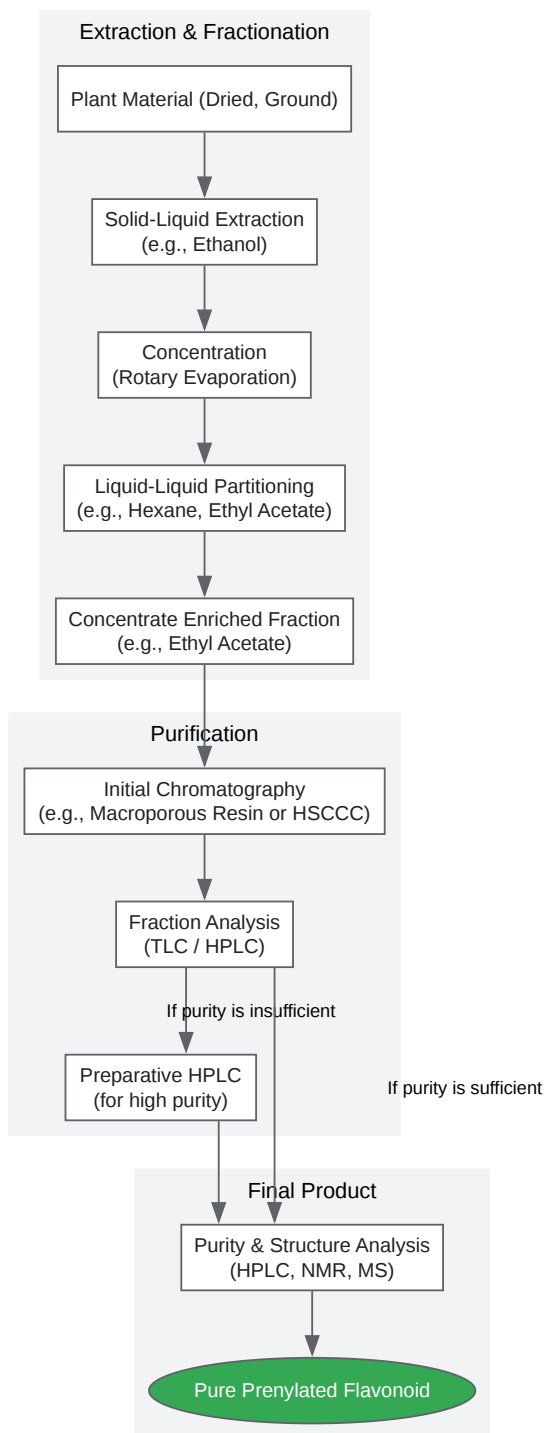 Extraction & Fractionation
Plant Material (Dried, Ground)
Solid-Liquid Extraction
(e.g., Ethanol)
Concentration
(Rotary Evaporation)
Liquid-Liquid Partitioning
(e.g., Hexane, Ethyl Acetate)
Concentrate Enriched Fraction
(e.g., Ethyl Acetate)
Purification
Initial Chromatography
(e.g., Macroporous Resin or HSCCC)
Fraction Analysis
(TLC / HPLC)
If purity is insufficient
Preparative HPLC
(for high purity)
If purity is sufficient
Final Product
Purity & Structure Analysis
(HPLC, NMR, MS)
Pure Prenylated Flavonoid